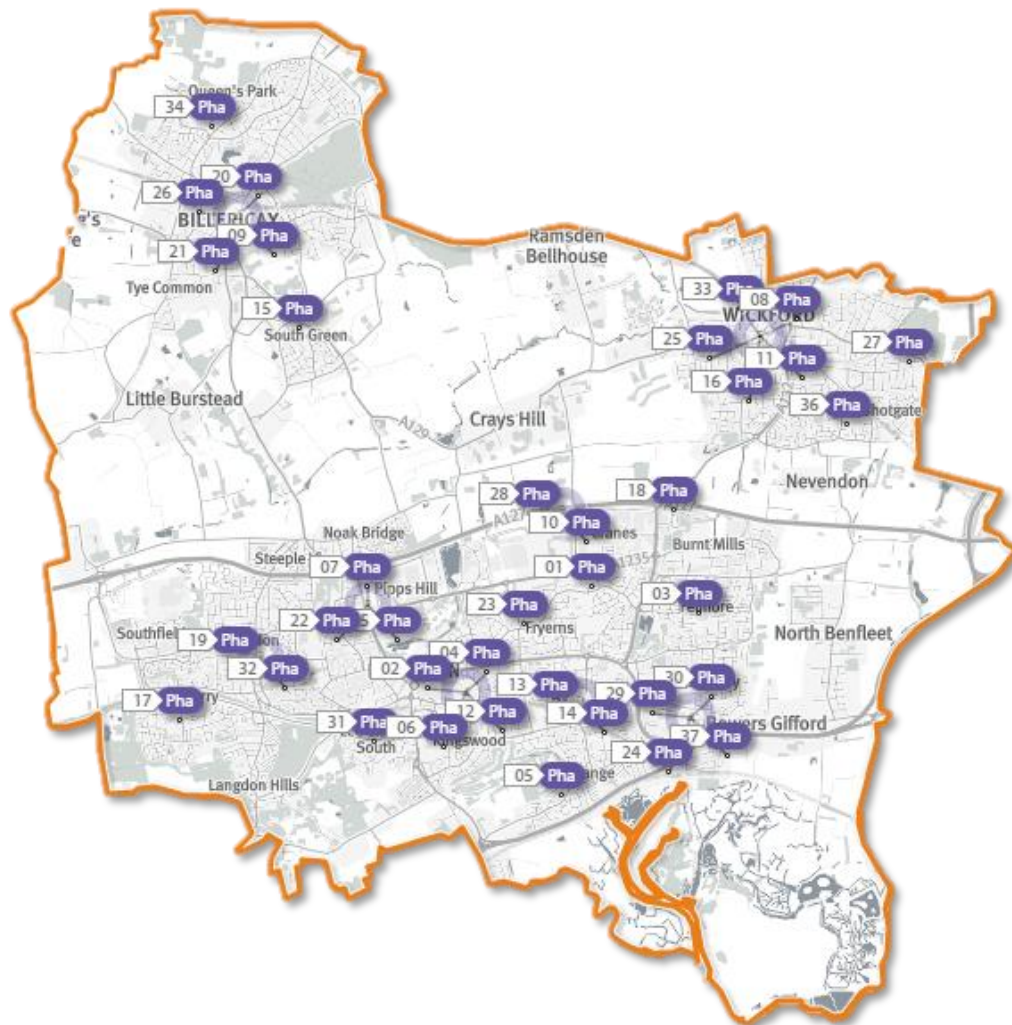 Queen's Park
34 Pha
20 Pha
26 Pha
BILLERICAY
09 Pha
21 Pha
Tye Common
15 Pha
South Green
Ramsden
Bellhouse
33 Pha
08 Pha
WICKFORD
25 Pha
27 Pha
11 Pha
16 Pha
36 Pha
Little Burstead
Crays Hill
A129
28 Pha
18 Pha
Nevendon
A127
10 Pha
Noak Bridge
Burnt Mills
Steeple
07 Pha
01 Pha
Pipps Hill
03 Pha
23 Pha
22 Pha
Pha
Fryerns
North Benfleet
19 Pha
04 Pha
32 Pha
02 Pha
13 Pha
30 Pha
29 Pha
17 Pha
12 Pha
14 Pha
31 Pha
06 Pha
South
37 Pha
24 Pha
05 Pha
Langdon Hills